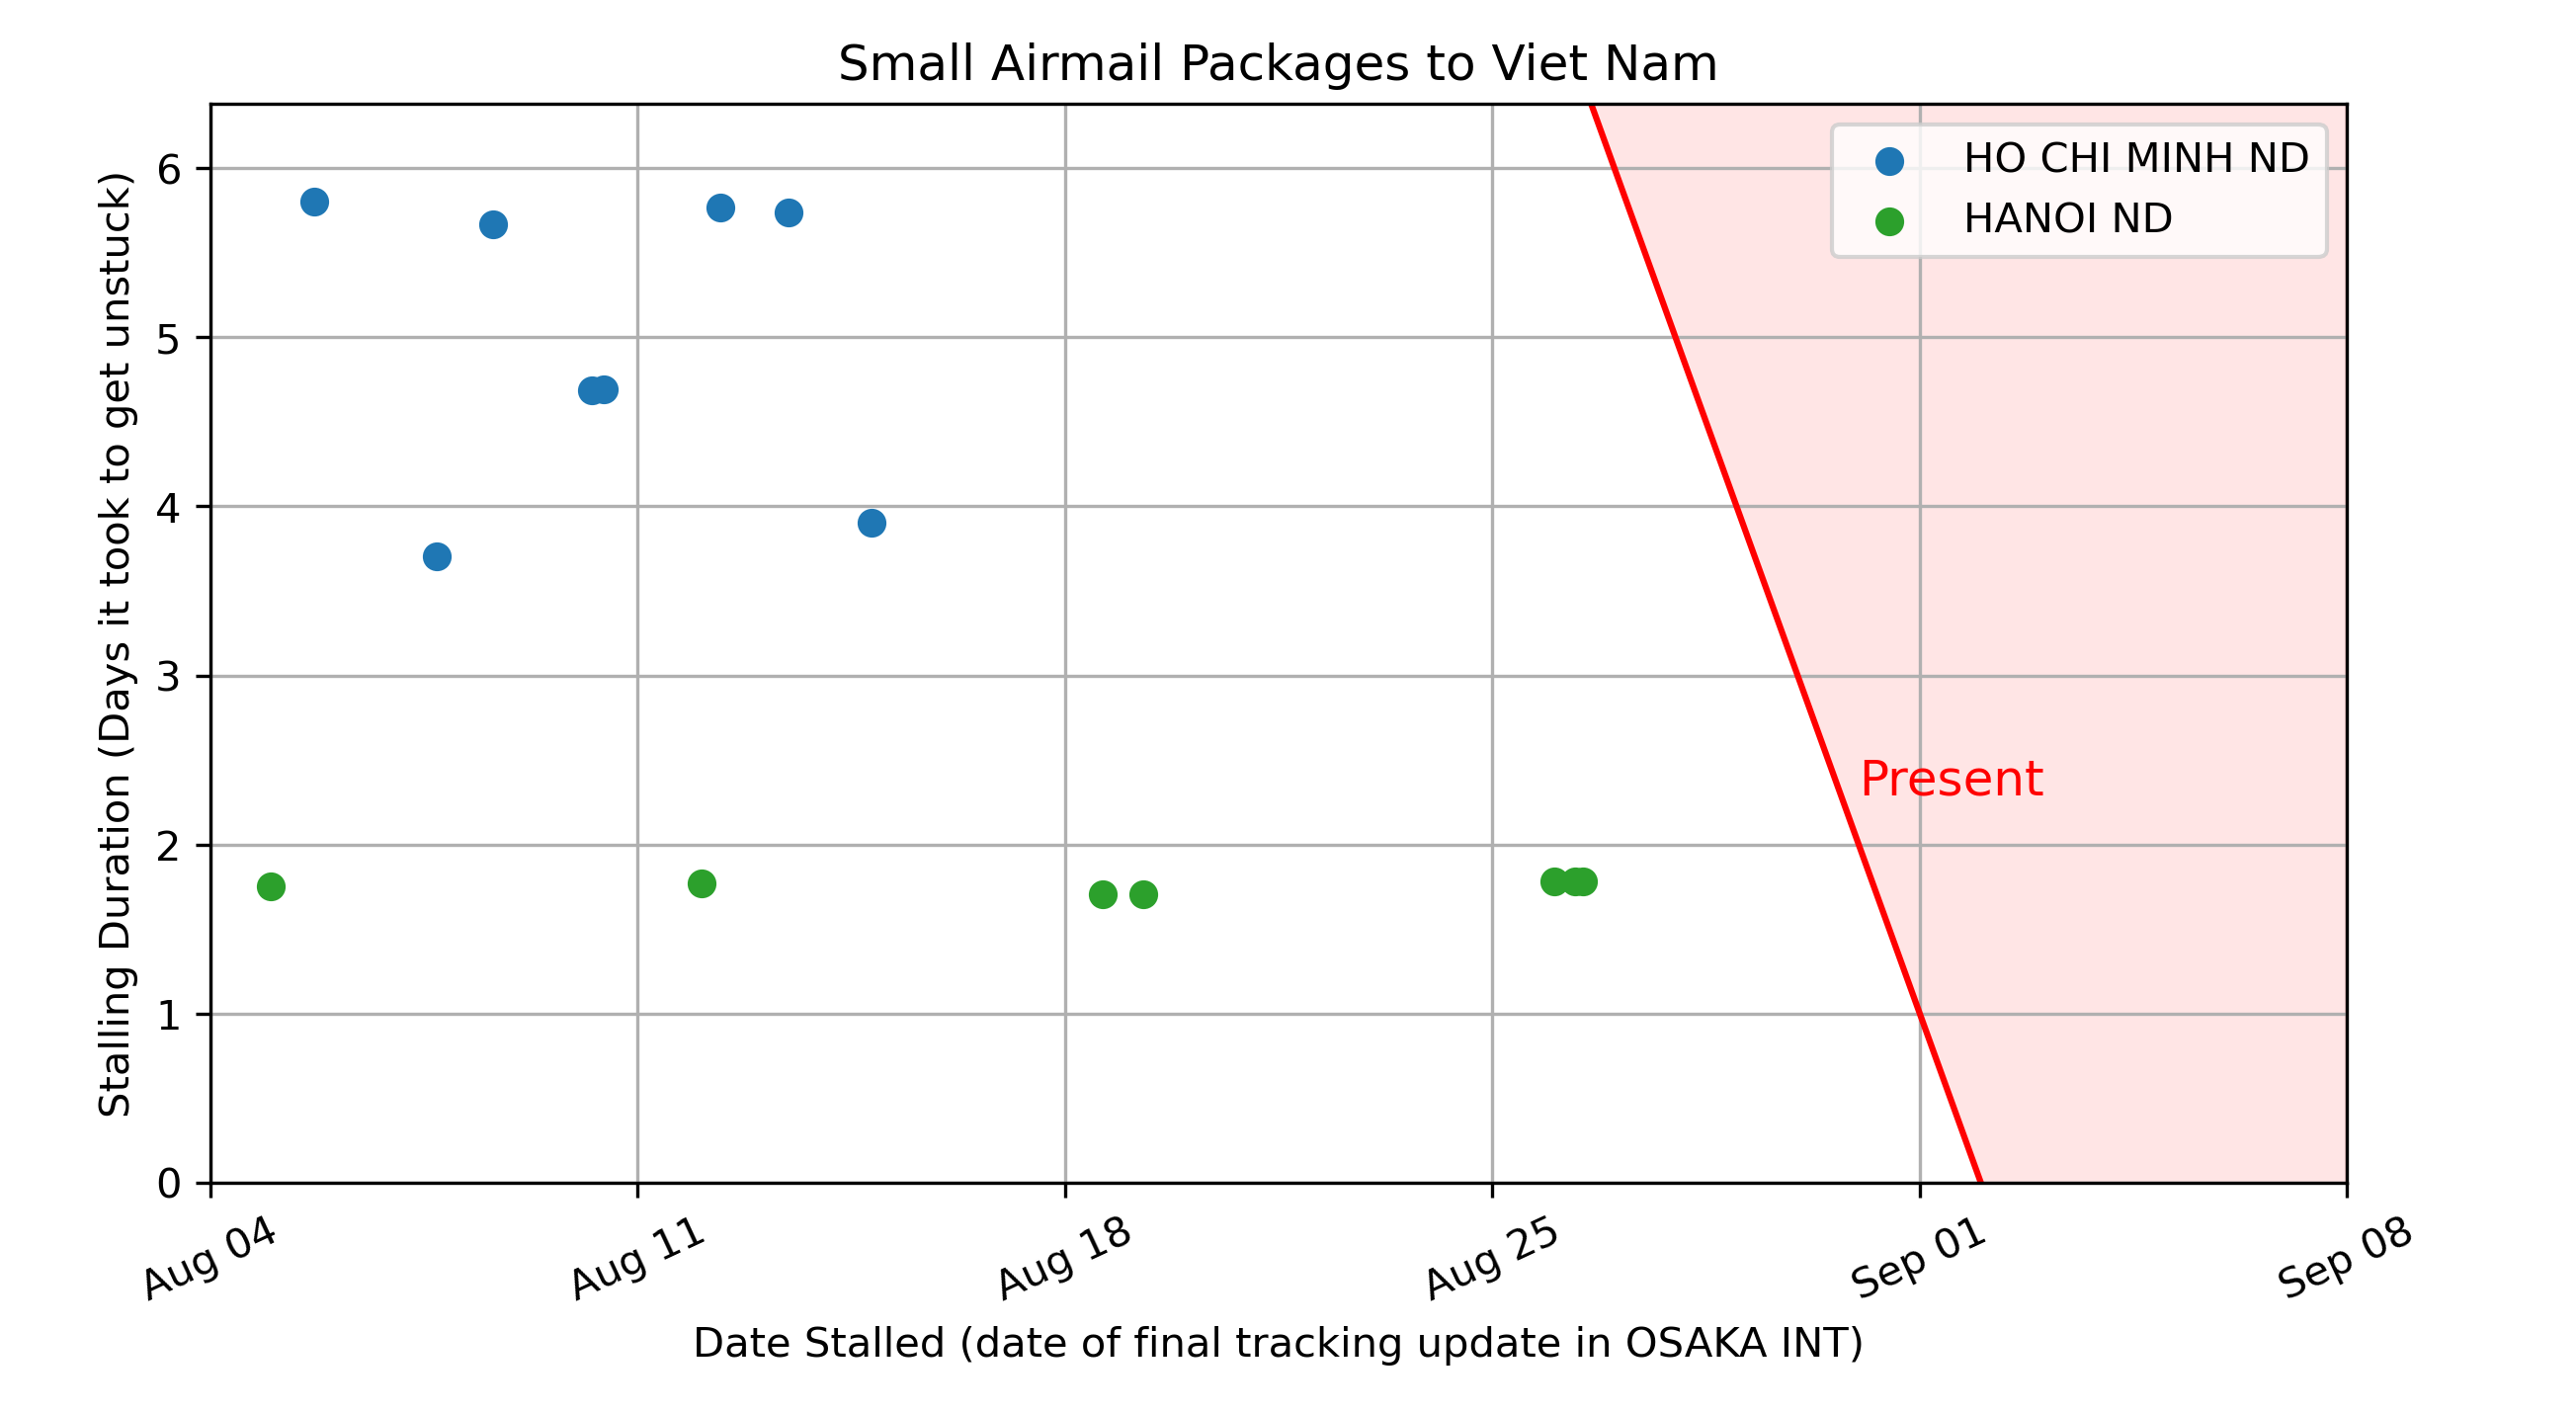 Small Airmail Packages to Viet Nam
HO CHI MINH ND
HANOI ND
Present
6
5
4
3
2
1
0
Stalling Duration (Days it took to get unstuck)
Aug 04
Aug 11
Aug 18
Aug 25
Sep 01
Sep 08
Date Stalled (date of final tracking update in OSAKA INT)